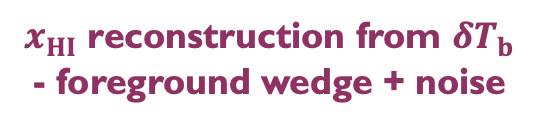 x_HI reconstruction from δT_b
- foreground wedge + noise